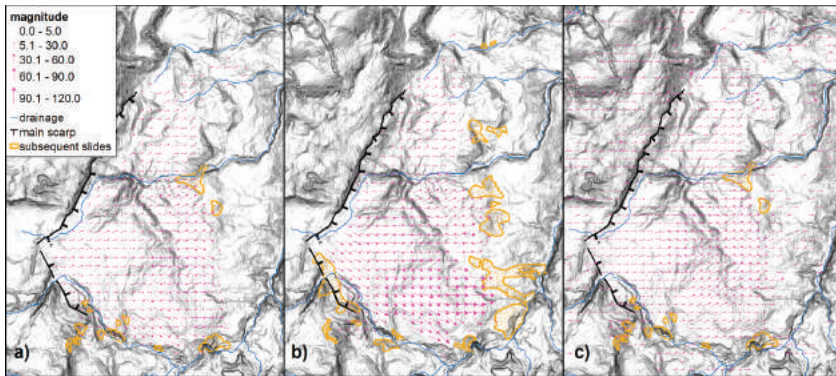 magnitude
0.0 - 5.0
5.1 - 30.0
30.1 - 60.0
60.1 - 90.0
90.1 - 120.0
drainage
main scarp
subsequent slides
a)
b)
c)